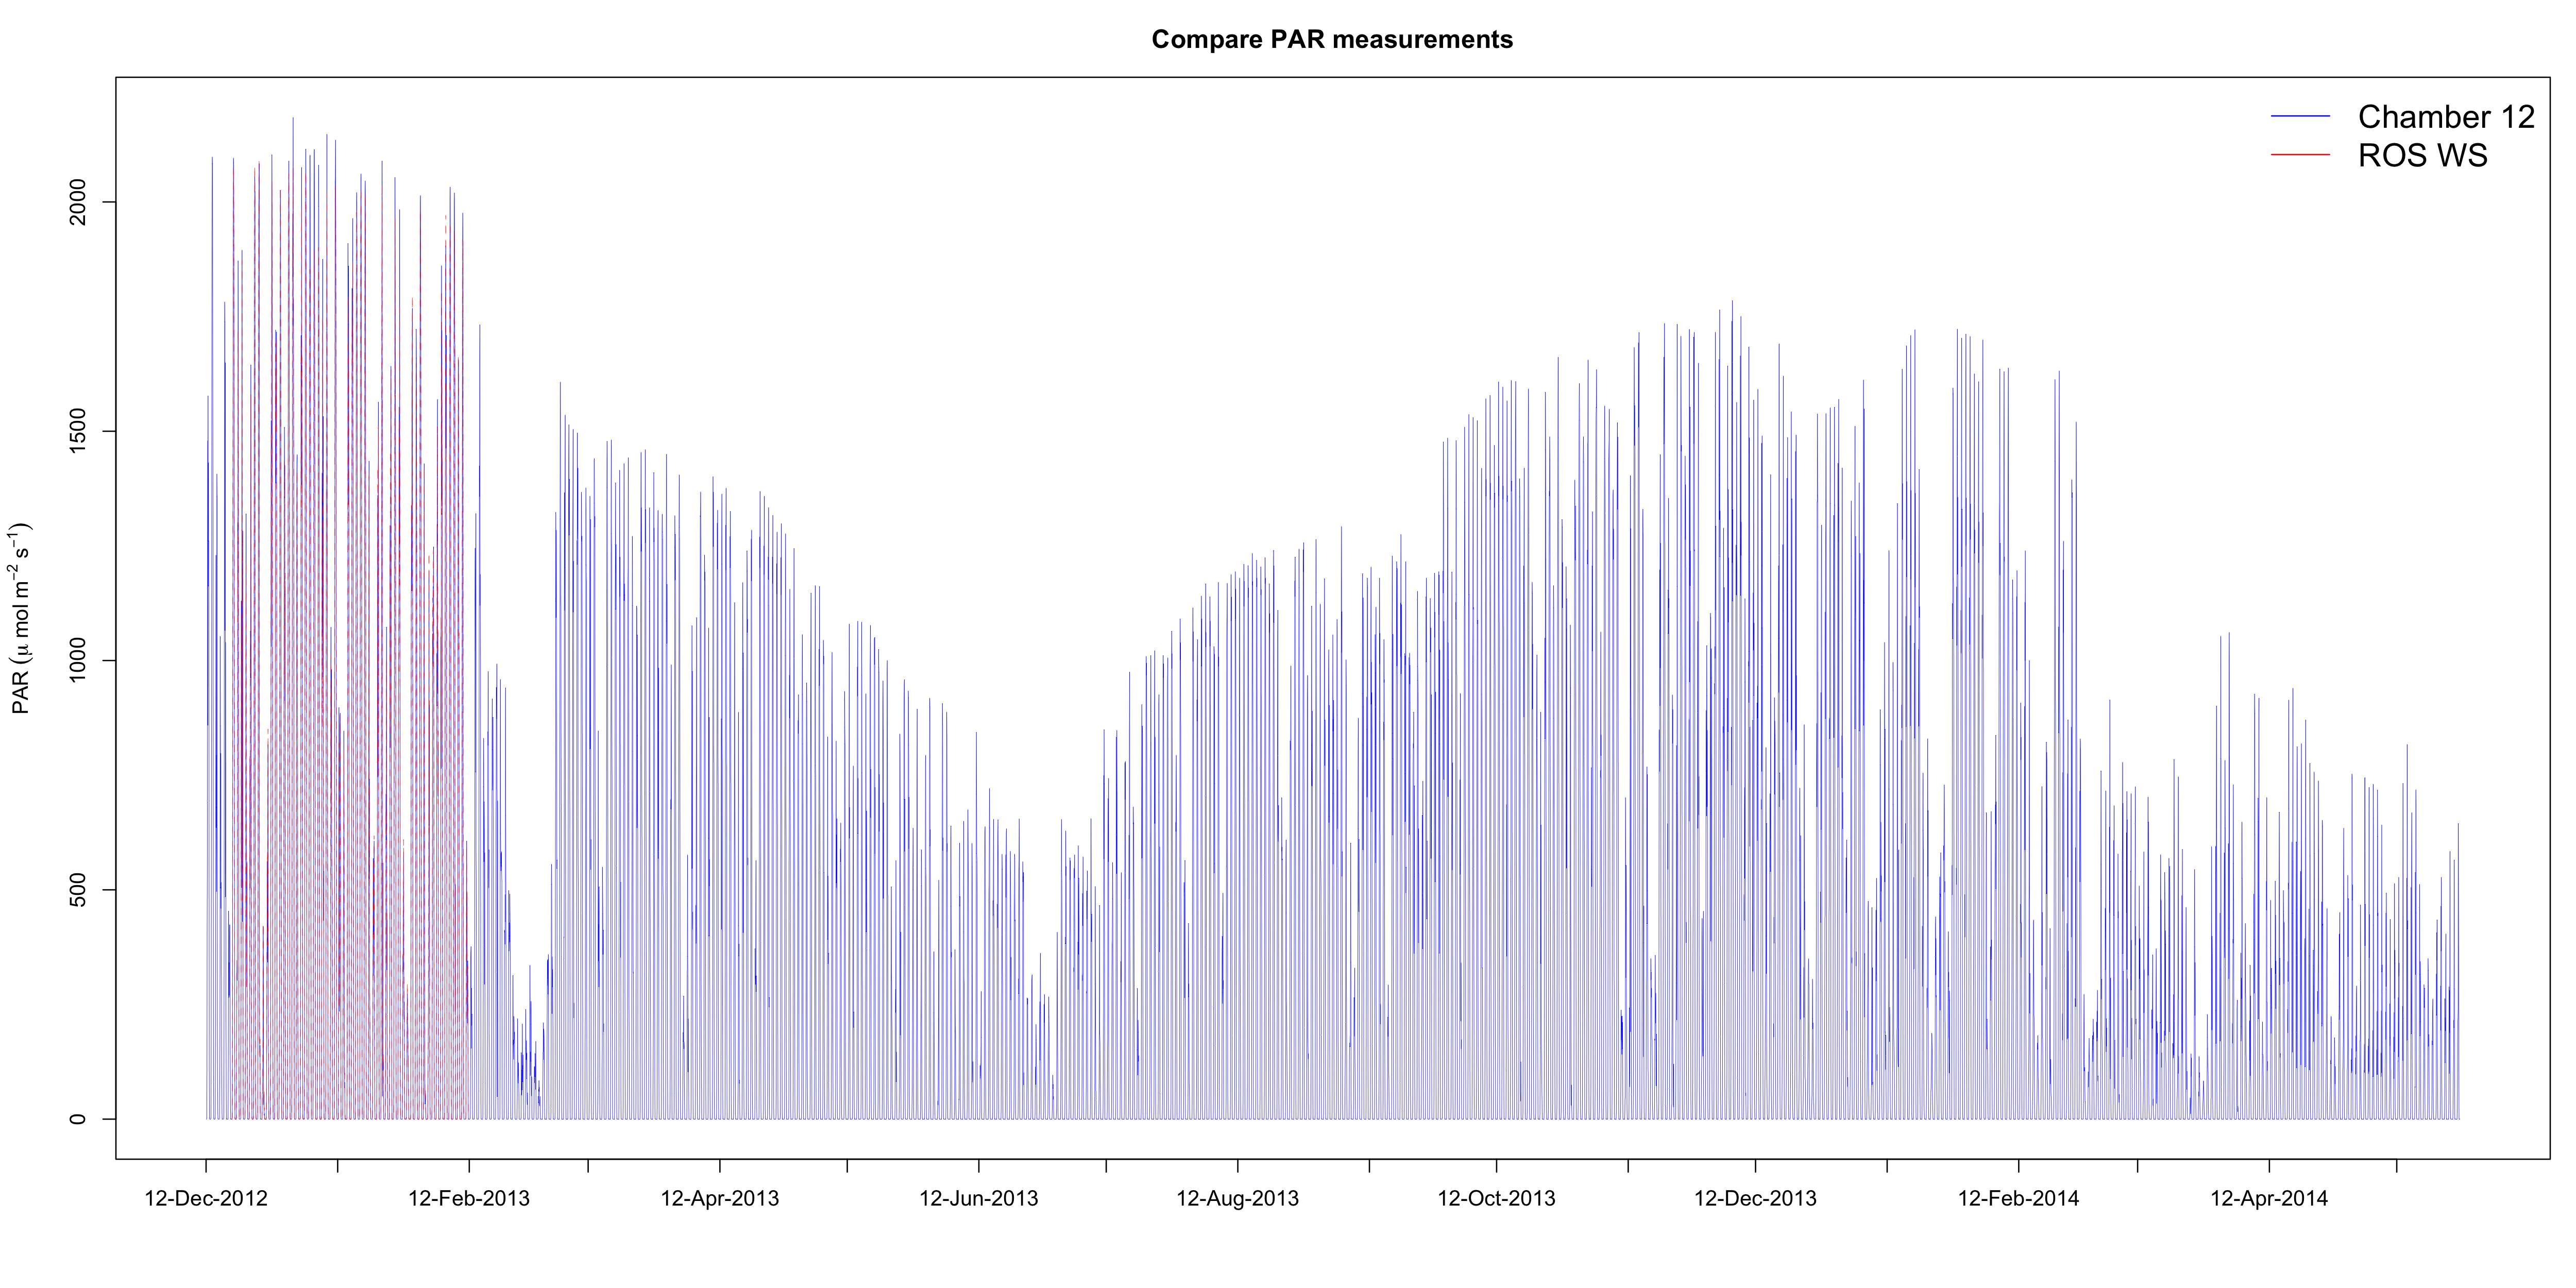 Compare PAR measurements
Chamber 12
ROS WS
2000
1500
1000
500
0
PAR (μ mol m⁻² s⁻¹)
12-Dec-2012 12-Feb-2013 12-Apr-2013 12-Jun-2013 12-Aug-2013 12-Oct-2013 12-Dec-2013 12-Feb-2014 12-Apr-2014